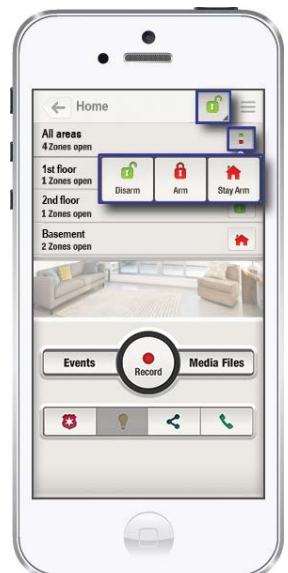 Home
All areas
4 Zones open
1st floor
1 Zones open
Disarm
Arm
Stay Arm
2nd floor
1 Zones open
Basement
2 Zones open
Events
Record
Media Files